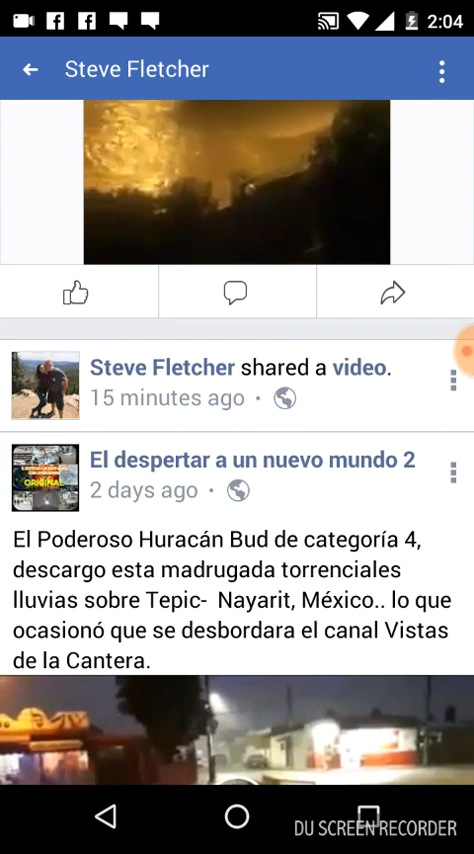 2:04
Steve Fletcher
Steve Fletcher shared a video.
15 minutes ago ·
El despertar a un nuevo mundo 2
2 days ago ·
ORIGINAL
El Poderoso Huracán Bud de categoría 4,
descargo esta madrugada torrenciales
lluvias sobre Tepic- Nayarit, México.. lo que
ocasionó que se desbordara el canal Vistas
de la Cantera.
DU SCREEN RECORDER